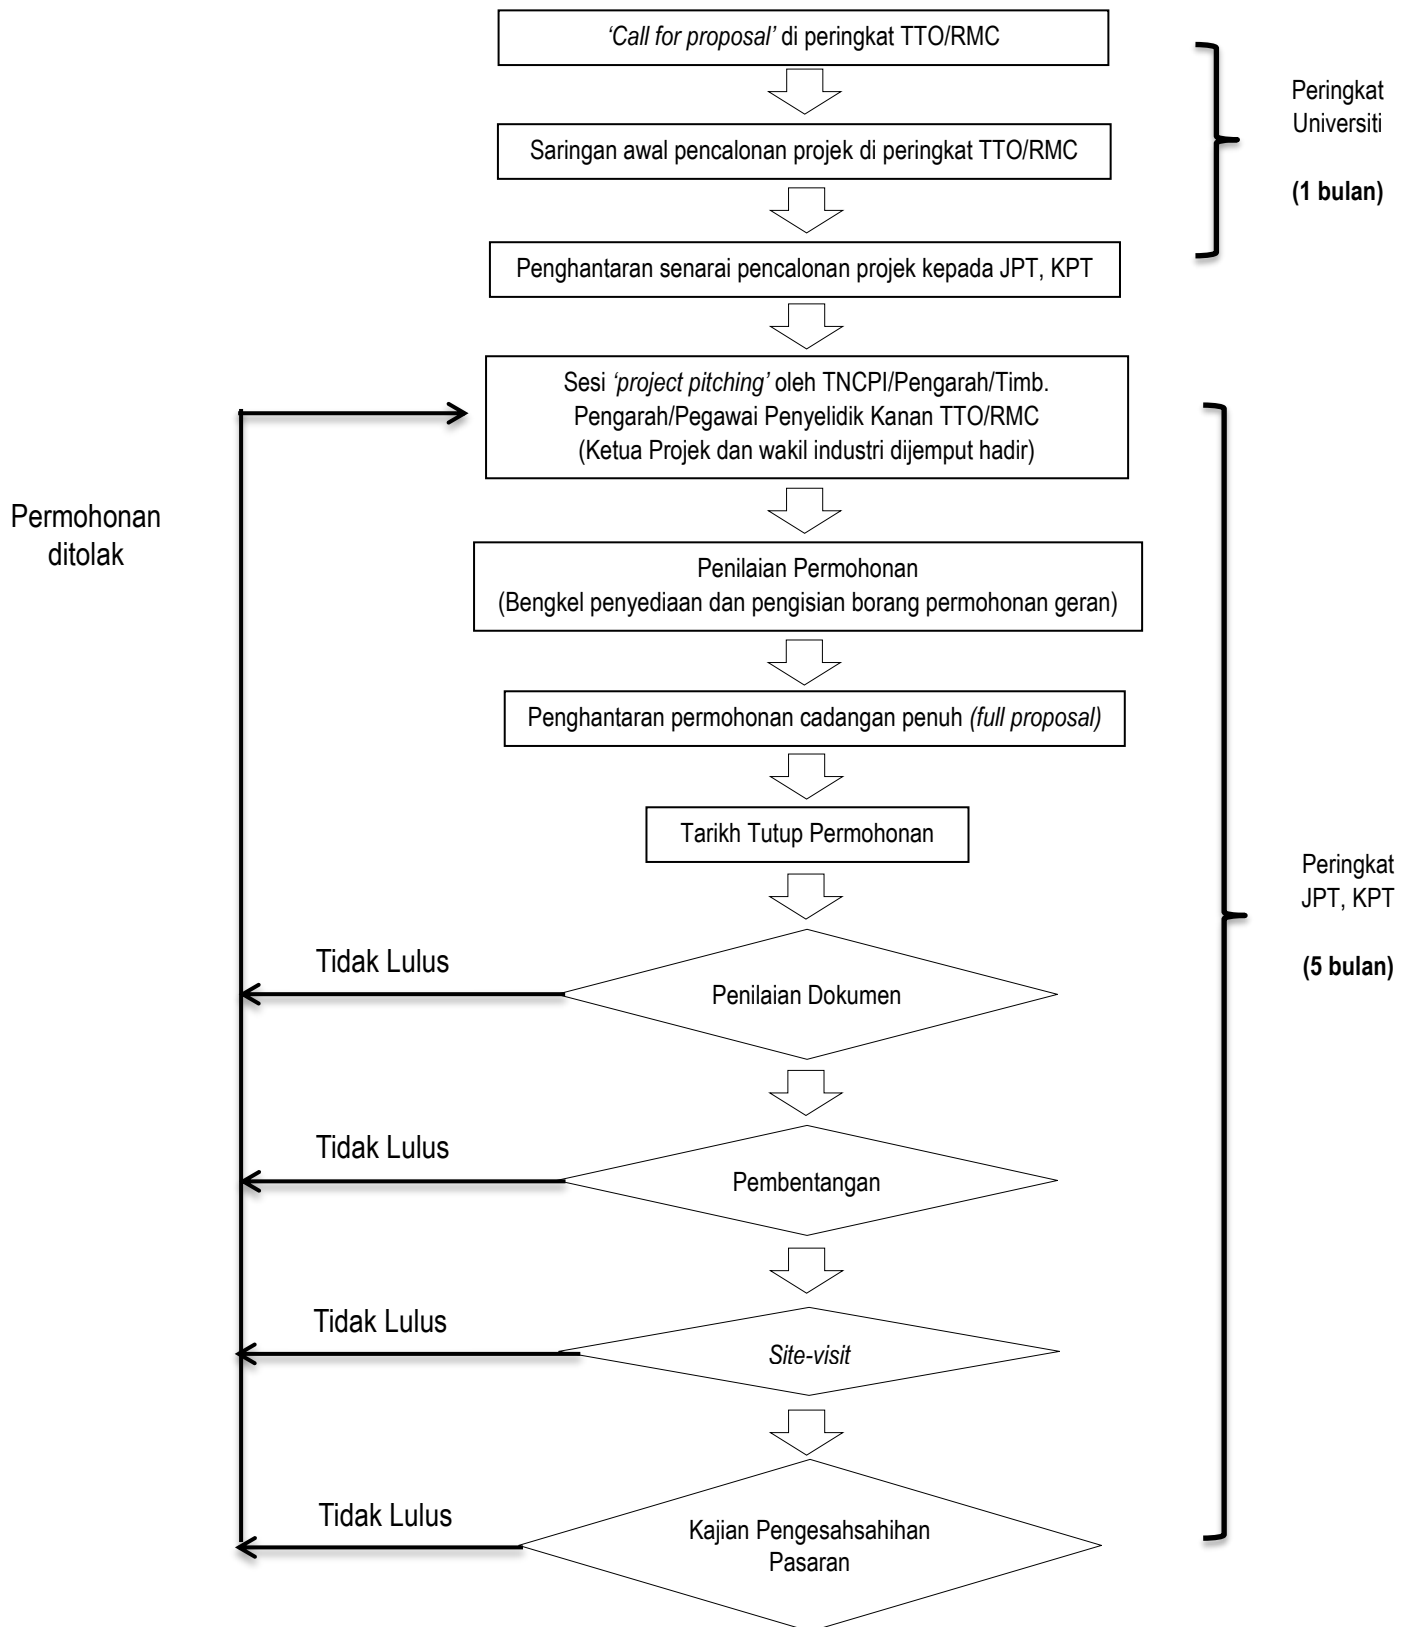 ‘Call for proposal’ di peringkat TTO/RMC
Peringkat
Universiti
(1 bulan)
Saringan awal pencalonan projek di peringkat TTO/RMC
Penghantaran senarai pencalonan projek kepada JPT, KPT
Sesi ‘project pitching’ oleh TNCPI/Pengarah/Timb.
Pengarah/Pegawai Penyelidik Kanan TTO/RMC
(Ketua Projek dan wakil industri dijemput hadir)
Permohonan
ditolak
Penilaian Permohonan
(Bengkel penyediaan dan pengisian borang permohonan geran)
Penghantaran permohonan cadangan penuh (full proposal)
Tarikh Tutup Permohonan
Peringkat
JPT, KPT
(5 bulan)
Tidak Lulus
Penilaian Dokumen
Tidak Lulus
Pembentangan
Tidak Lulus
Site-visit
Tidak Lulus
Kajian Pengesahsahihan
Pasaran